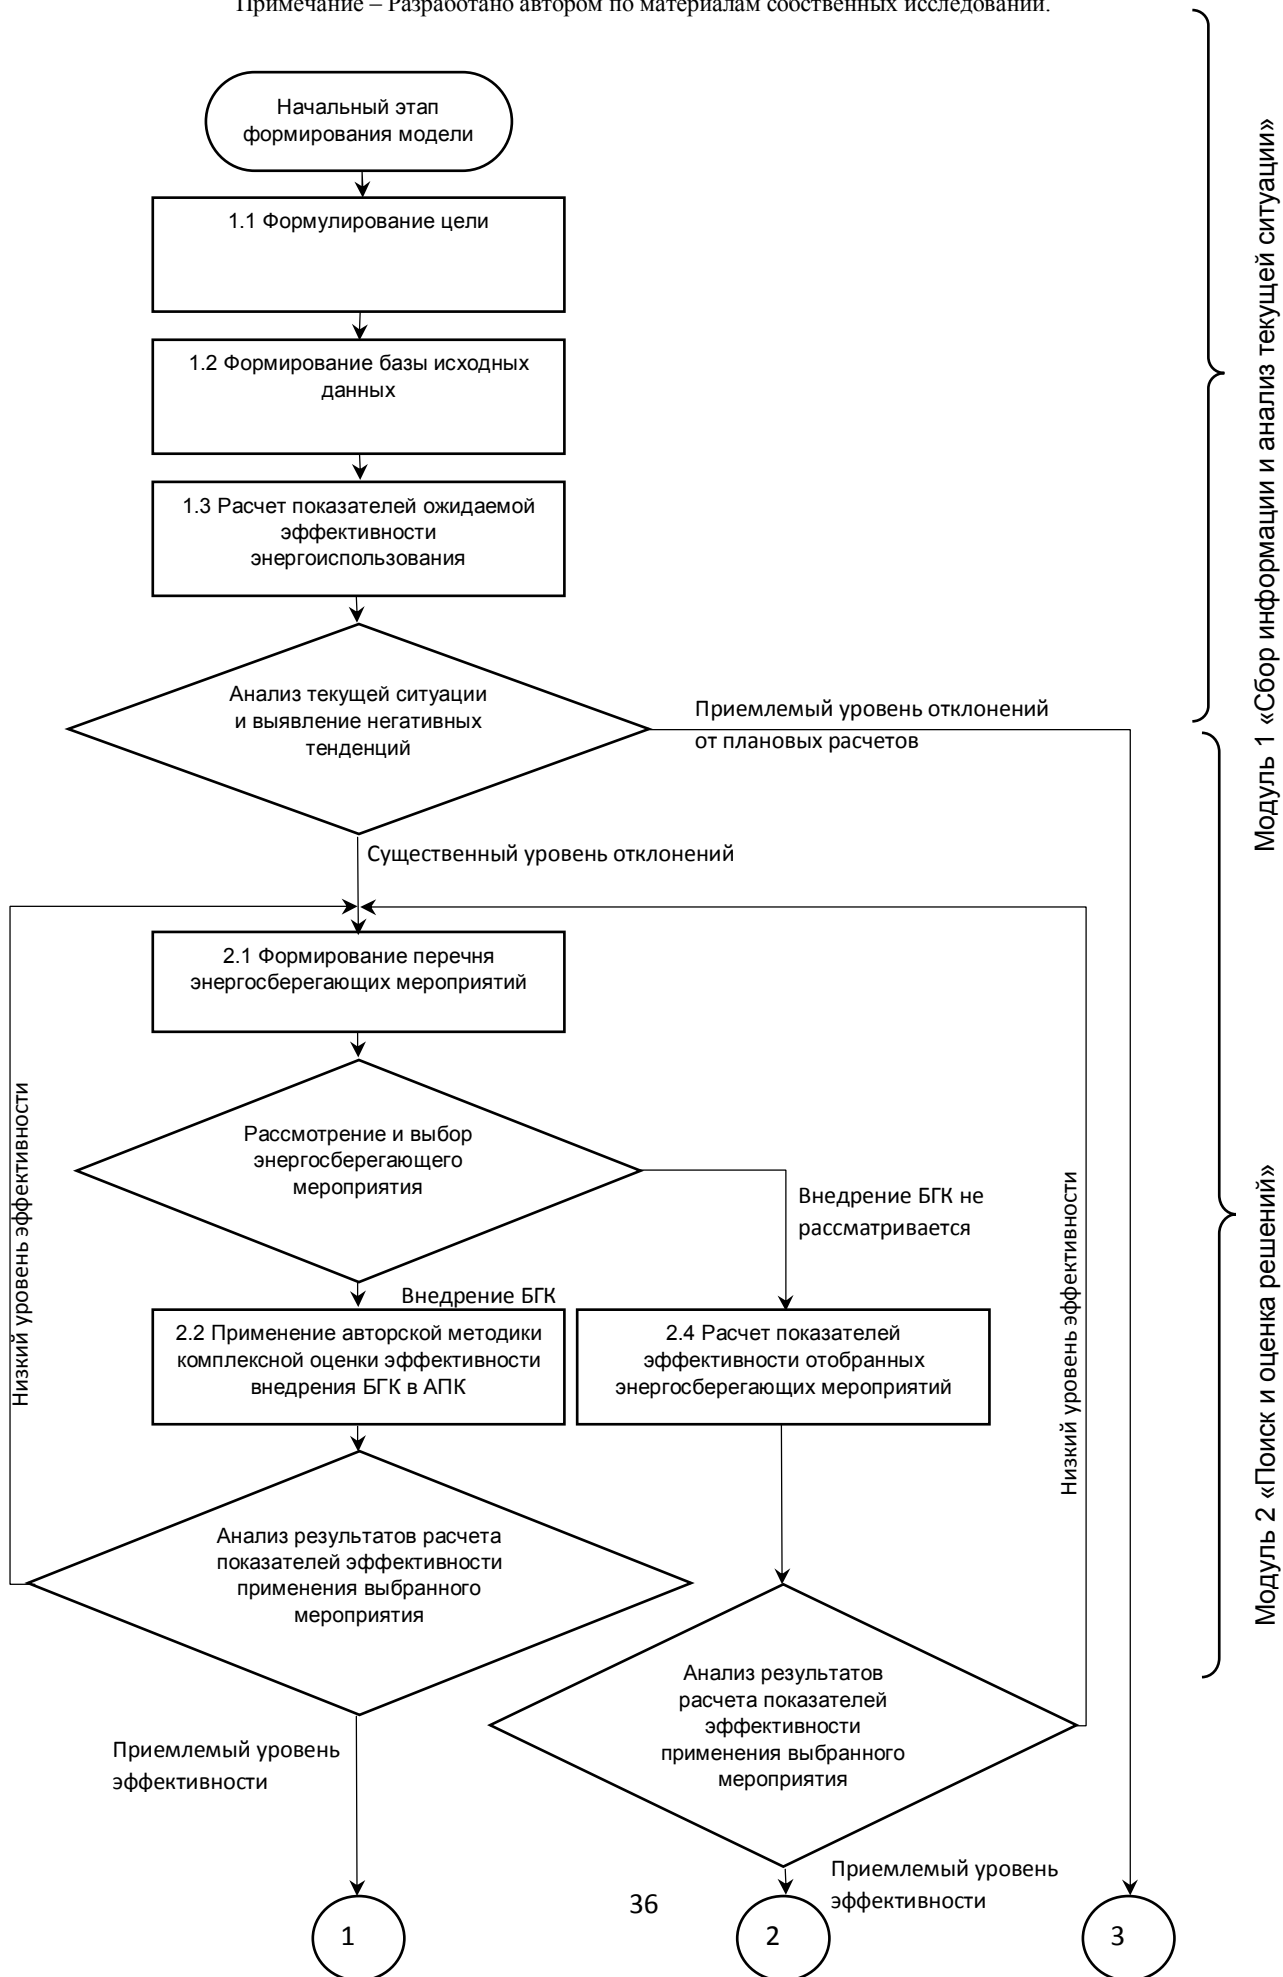 Примечание – Разработано автором по материалам собственных исследований.
Начальный этап
формирования модели
1.1 Формулирование цели
1.2 Формирование базы исходных
данных
1.3 Расчет показателей ожидаемой
эффективности
энергоиспользования
Анализ текущей ситуации
и выявление негативных
тенденций
Приемлемый уровень отклонений
от плановых расчетов
Модуль 1 «Сбор информации и анализ текущей ситуации»
Существенный уровень отклонений
2.1 Формирование перечня
энергосберегающих мероприятий
Рассмотрение и выбор
энергосберегающего
мероприятия
Внедрение БГК не
рассматривается
Внедрение БГК
Низкий уровень эффективности
2.2 Применение авторской методики
комплексной оценки эффективности
внедрения БГК в АПК
2.4 Расчет показателей
эффективности отобранных
энергосберегающих мероприятий
Низкий уровень эффективности
Модуль 2 «Поиск и оценка решений»
Анализ результатов расчета
показателей эффективности
применения выбранного
мероприятия
Анализ результатов
расчета показателей
эффективности
применения выбранного
мероприятия
Приемлемый уровень
эффективности
Приемлемый уровень
эффективности
36
1
2
3